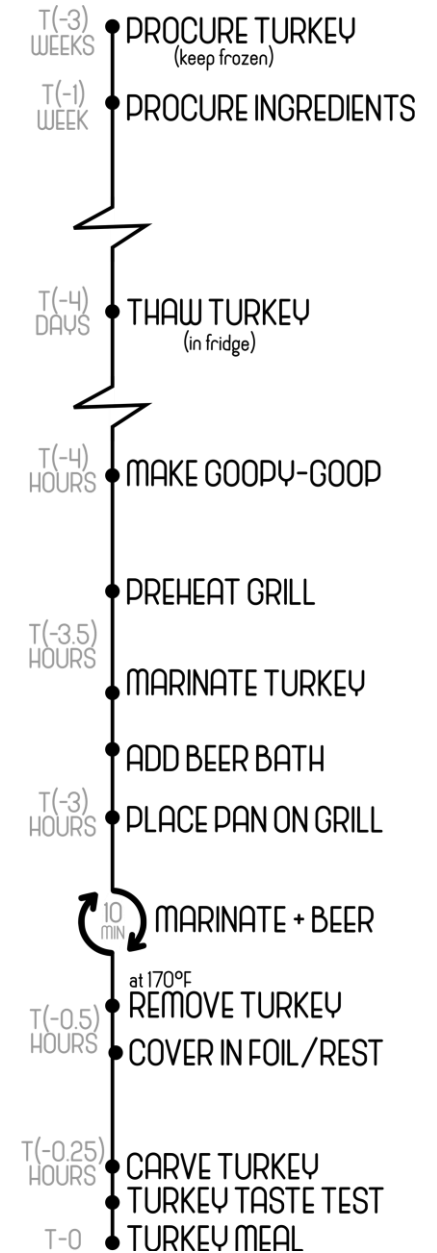 T(-3)
WEEKS
PROCURE TURKEY
(keep frozen)
T(-1)
WEEK
PROCURE INGREDIENTS
T(-4)
DAYS
THAW TURKEY
(in fridge)
T(-4)
HOURS
MAKE GOOPY-GOOP
PREHEAT GRILL
T(-3.5)
HOURS
MARINATE TURKEY
ADD BEER BATH
T(-3)
HOURS
PLACE PAN ON GRILL
10
MIN
MARINATE + BEER
at 170°F
REMOVE TURKEY
T(-0.5)
HOURS
COVER IN FOIL/REST
T(-0.25)
HOURS
CARVE TURKEY
TURKEY TASTE TEST
T-0
TURKEY MEAL